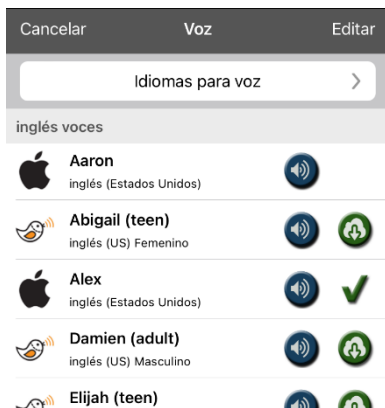 Cancelar Voz Editar
Idiomas para voz
inglés voces
Aaron
inglés (Estados Unidos)
Abigail (teen)
inglés (US) Femenino
Alex
inglés (Estados Unidos)
Damien (adult)
inglés (US) Masculino
Elijah (teen)